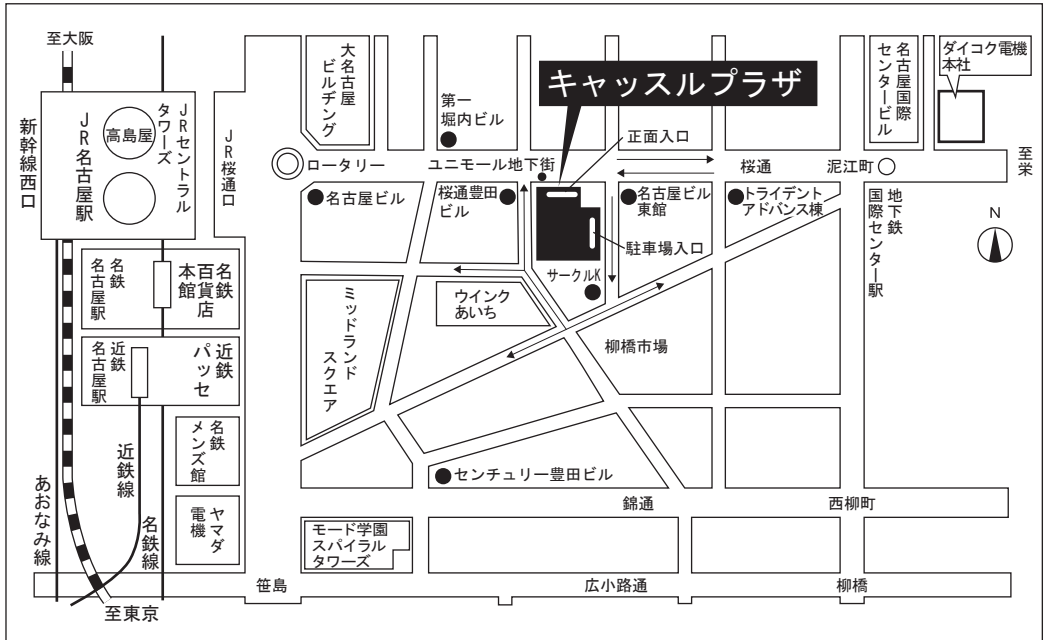 至大阪
新幹線西口
JR名古屋駅
高島屋
JRセントラル
タワーズ
JR桜通口
大名古屋
ビルヂング
第一
堀内ビル
キャッスルプラザ
正面入口
名古屋国際
センタービル
ダイコク電機
本社
ロータリー
ユニモール地下街
桜通
泥江町
至栄
名古屋ビル
桜通豊田
ビル
名古屋ビル
東館
トライデント
アドバンス棟
地下鉄
国際センター駅
N
駐車場入口
サークルK
名鉄
名古屋駅
名鉄
百貨店
本館
ミッドランド
スクエア
ウインク
あいち
柳橋市場
近鉄
名古屋駅
近鉄
パッセ
名鉄
メンズ館
近鉄線
あおなみ線
名鉄線
ヤマダ
電機
センチュリー豊田ビル
錦通
西柳町
モード学園
スパイラル
タワーズ
笹島
広小路通
柳橋
至東京